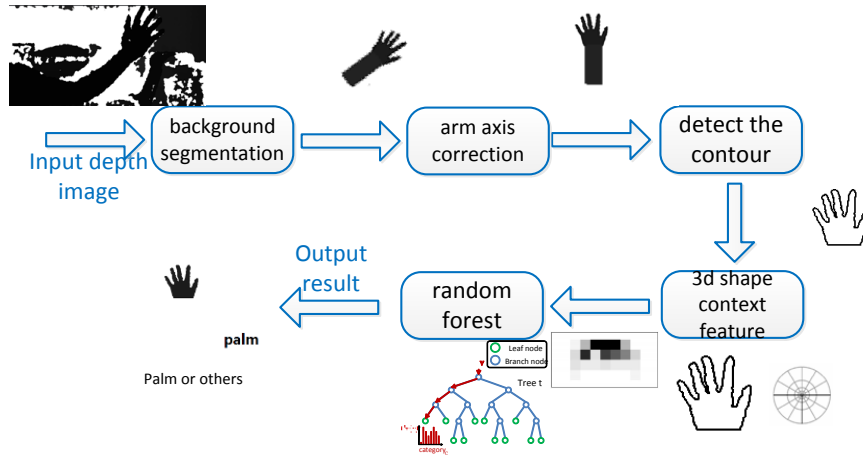 background
segmentation
arm axis
correction
detect the
contour
Input depth
image
Output
result
random
forest
3d shape
context
feature
palm
Palm or others
Leaf node
Branch node
Tree t
category